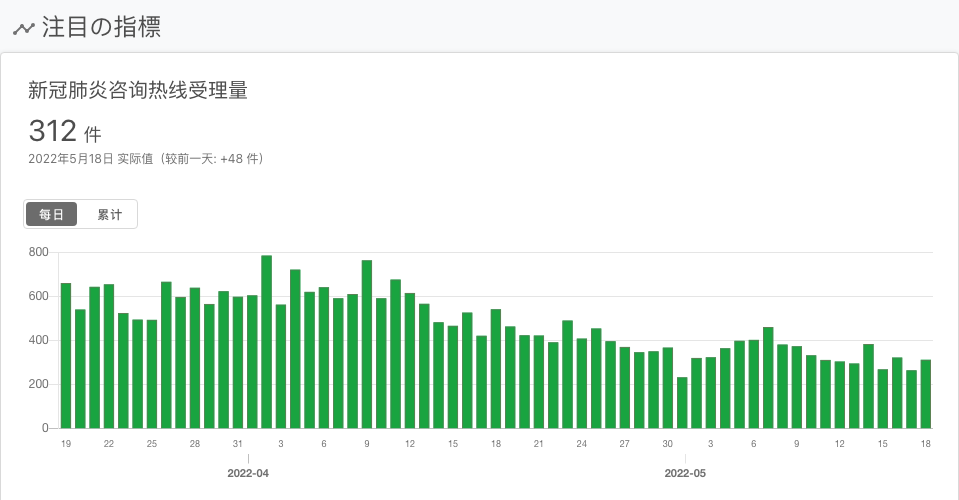 注目の指標
新冠肺炎咨询热线受理量
312 件
2022年5月18日 实际值（较前一天: +48 件）
每日 累计
800
600
400
200
0
19 22 25 28 31 3 6 9 12 15 18 21 24 27 30 3 6 9 12 15 18
2022-04 2022-05